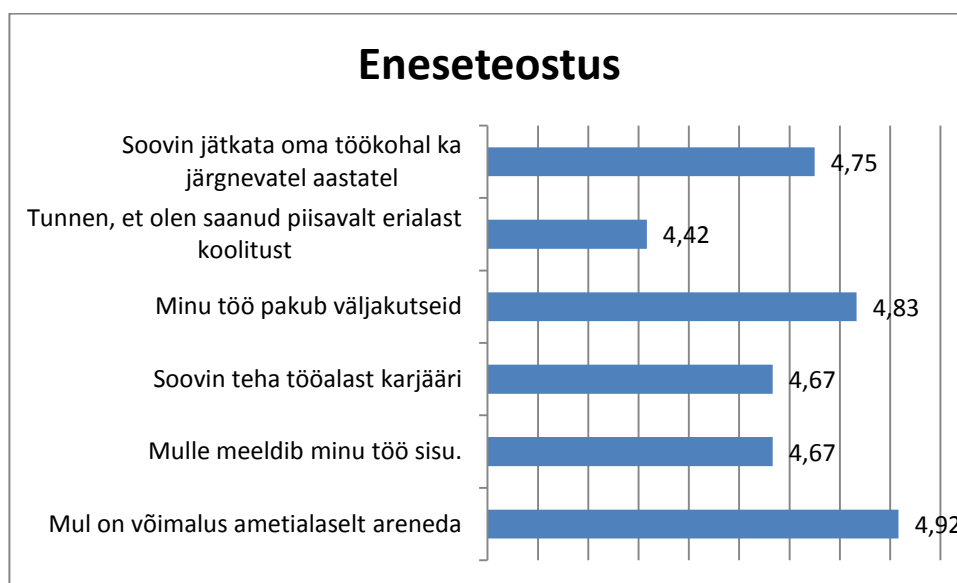 Eneseteostus
Soovin jätkata oma töökohal ka
järgnevatel aastatel
4,75
Tunnen, et olen saanud piisavalt erialast
koolitust
4,42
Minu töö pakub väljakutseid
4,83
Soovin teha tööalast karjääri
4,67
Mulle meeldib minu töö sisu.
4,67
Mul on võimalus ametialaselt areneda
4,92